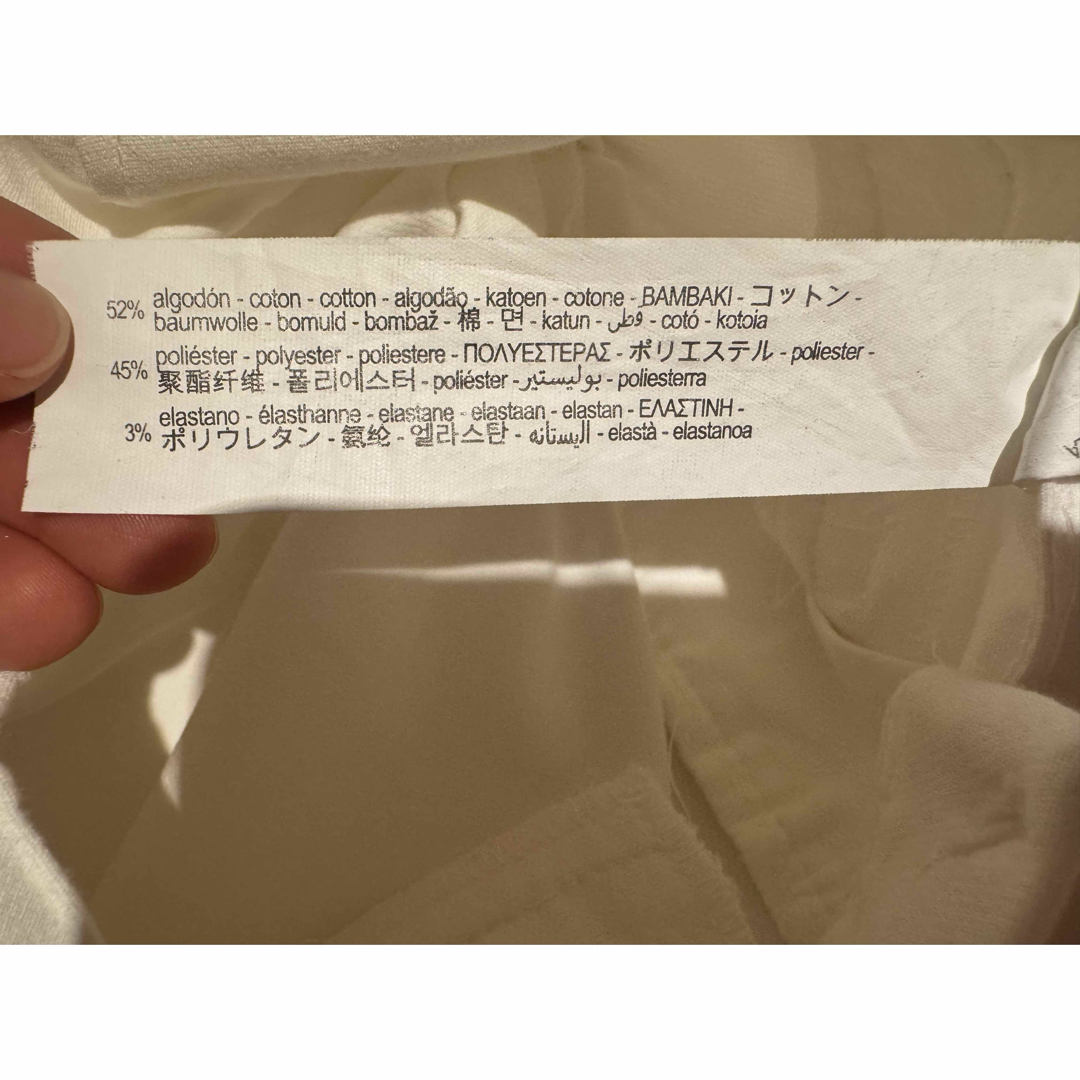 52% algodón - coton - cotton - algodão - katoen - cotone - BAMBAKI - コットン -
baumwolle - bomuld - bombaž - 棉 - 면 - katun - قطن - cotó - kotoia
45% poliéster - polyester - poliestere - ΠΟΛΥΕΣΤΕΡΑΣ - ポリエステル - poliester -
聚酯纤维 - 폴리에스터 - poliéster - بوليستير - poliesterra
3% elastano - élasthanne - elastane - elastaan - elastan - ΕΛΑΣΤΙΝΗ -
ポリウレタン - 氨纶 - 엘라스탄 - اليستانه - elastà - elastanoa